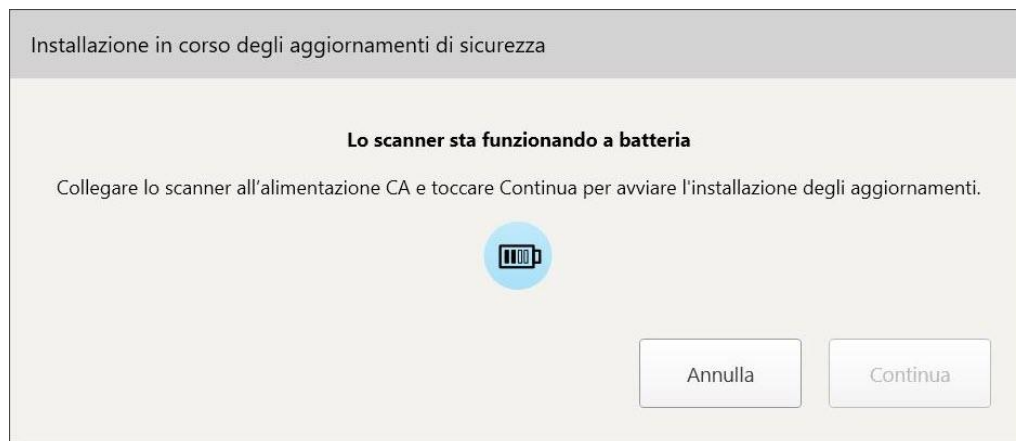 Installazione in corso degli aggiornamenti di sicurezza
Lo scanner sta funzionando a batteria
Collegare lo scanner all'alimentazione CA e toccare Continua per avviare l'installazione degli aggiornamenti.
Annulla
Continua